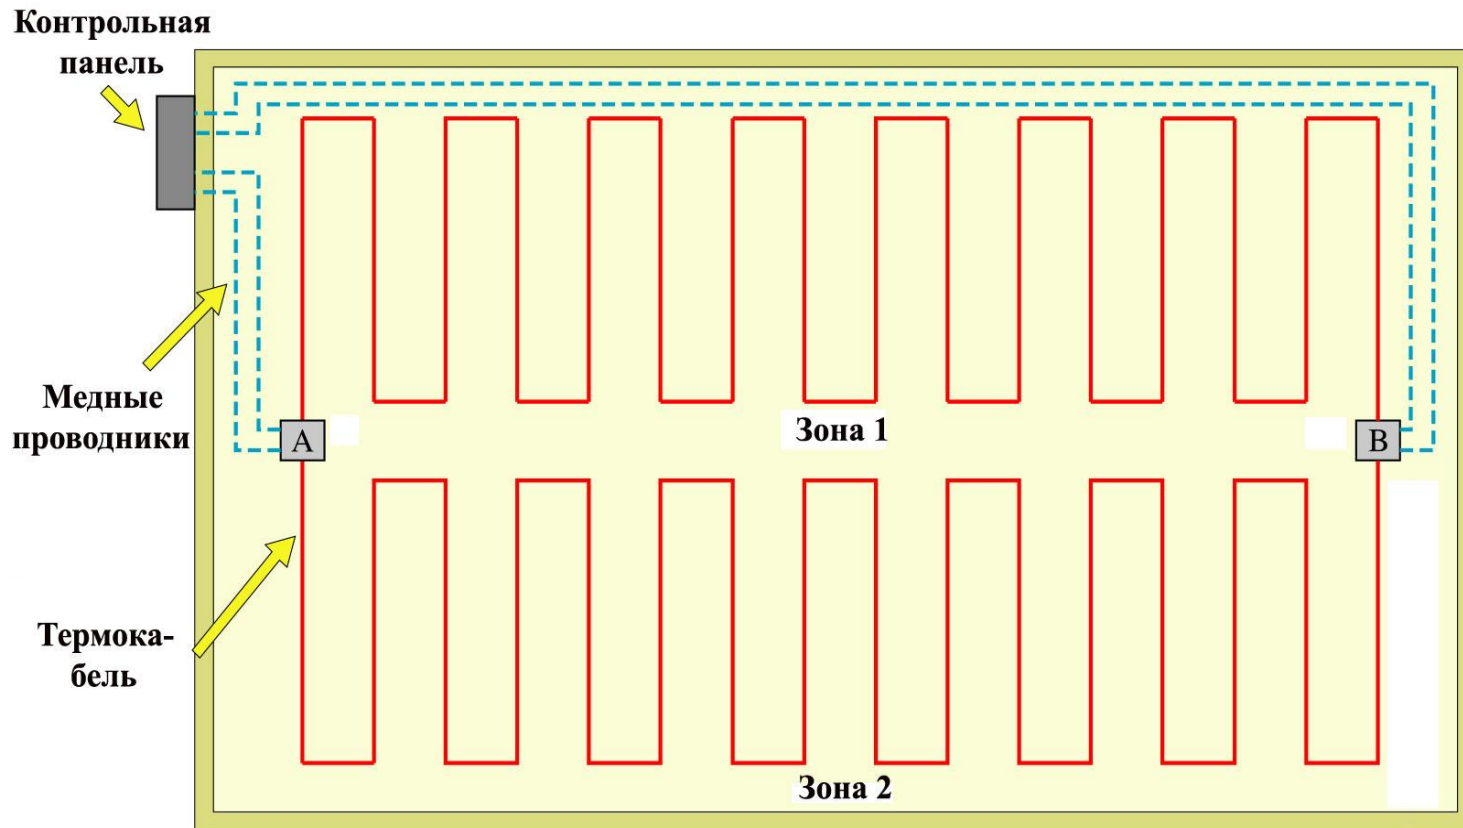 Контрольная
панель
Медные
проводники
А
Зона 1
В
Термока-
бель
Зона 2